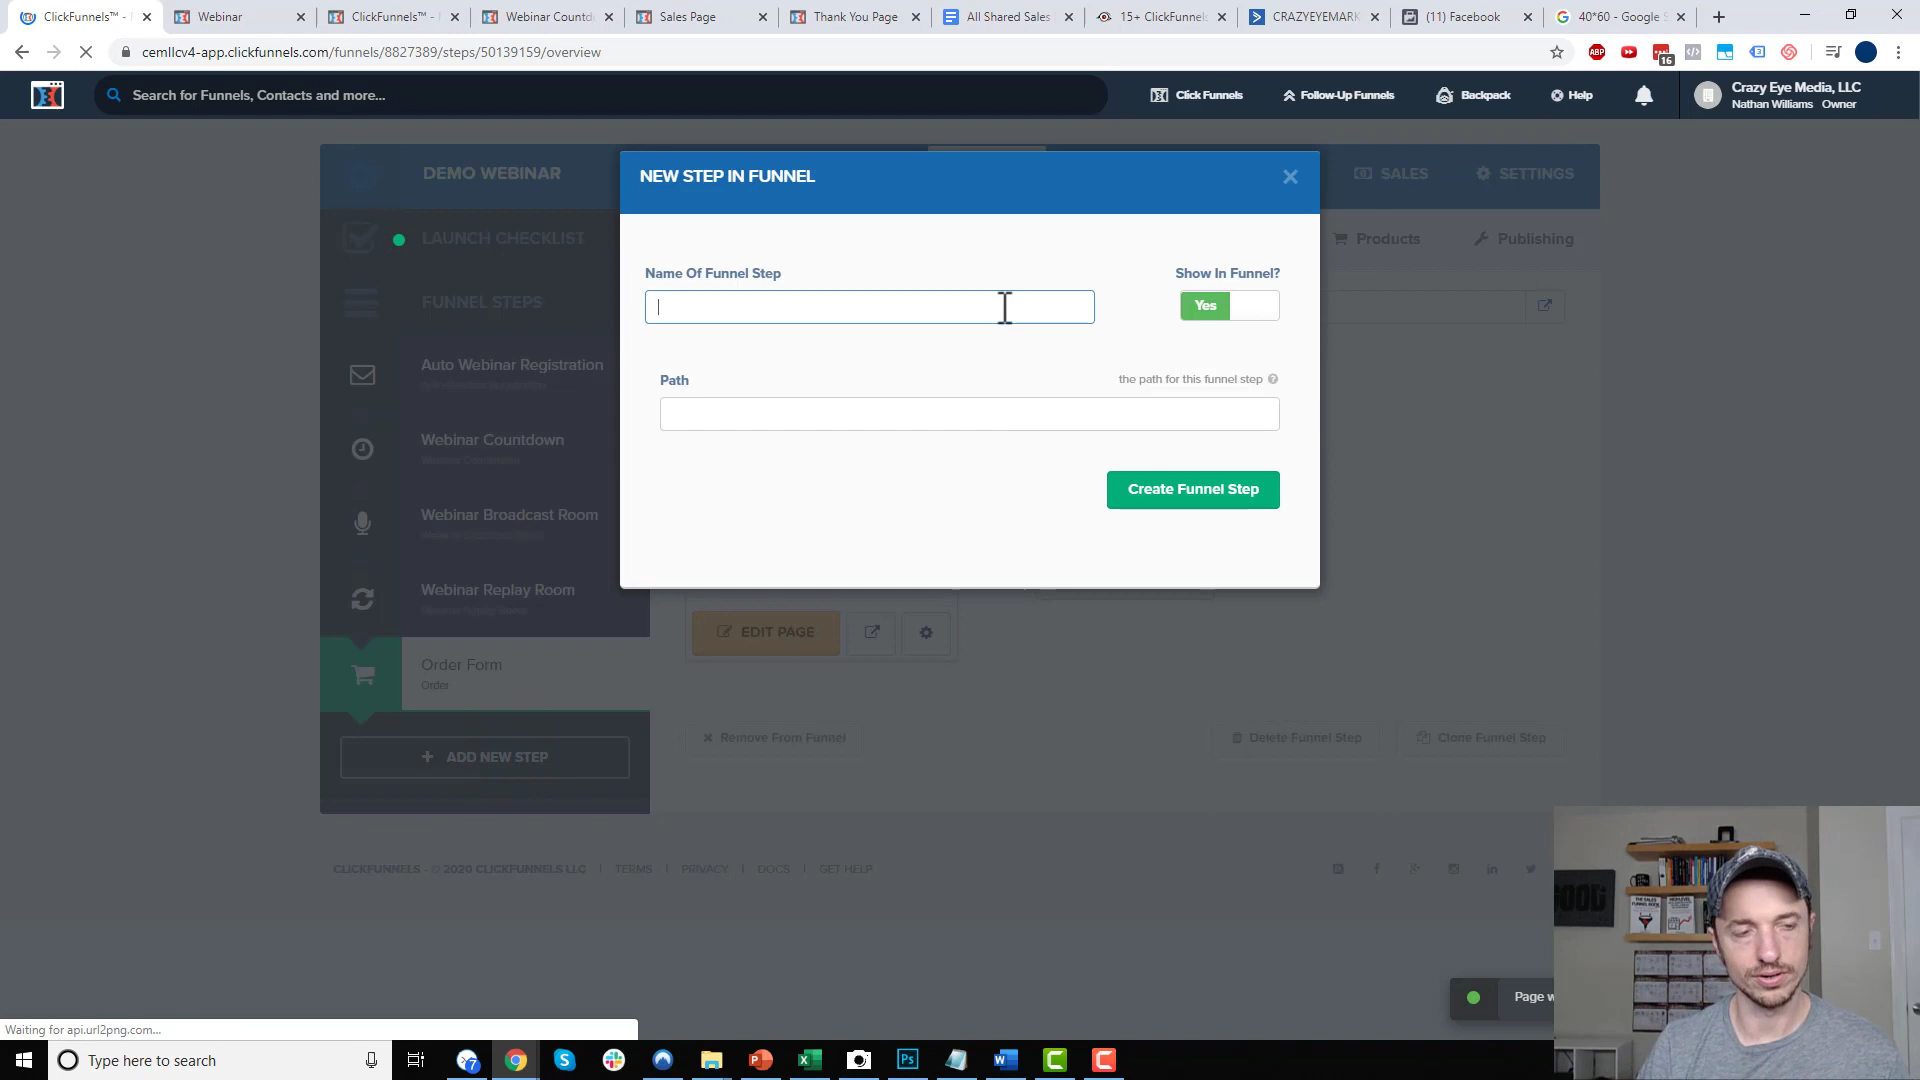 ClickFunnels™ -
Webinar
ClickFunnels™ -
Webinar Countd
Sales Page
Thank You Page
All Shared Sales
15+ ClickFunnels
CRAZYEYEMARK
(11) Facebook
40*60 - Google S
cemllcv4-app.clickfunnels.com/funnels/8827389/steps/50139159/overview
ABP
16
Search for Funnels, Contacts and more...
Click Funnels
Follow-Up Funnels
Backpack
Help
Crazy Eye Media, LLC
Nathan Williams Owner
DEMO WEBINAR
SALES
SETTINGS
LAUNCH CHECKLIST
Products
Publishing
FUNNEL STEPS
Auto Webinar Registration
Webinar Countdown
Webinar Broadcast Room
Webinar Replay Room
Order Form
Order
+ ADD NEW STEP
NEW STEP IN FUNNEL
Name Of Funnel Step
Show In Funnel?
Yes
Path
the path for this funnel step
Create Funnel Step
EDIT PAGE
Remove From Funnel
Delete Funnel Step
Clone Funnel Step
CLICKFUNNELS - © 2020 CLICKFUNNELS LLC
TERMS
PRIVACY
DOCS
GET HELP
Page w
Waiting for api.url2png.com...
Type here to search
7